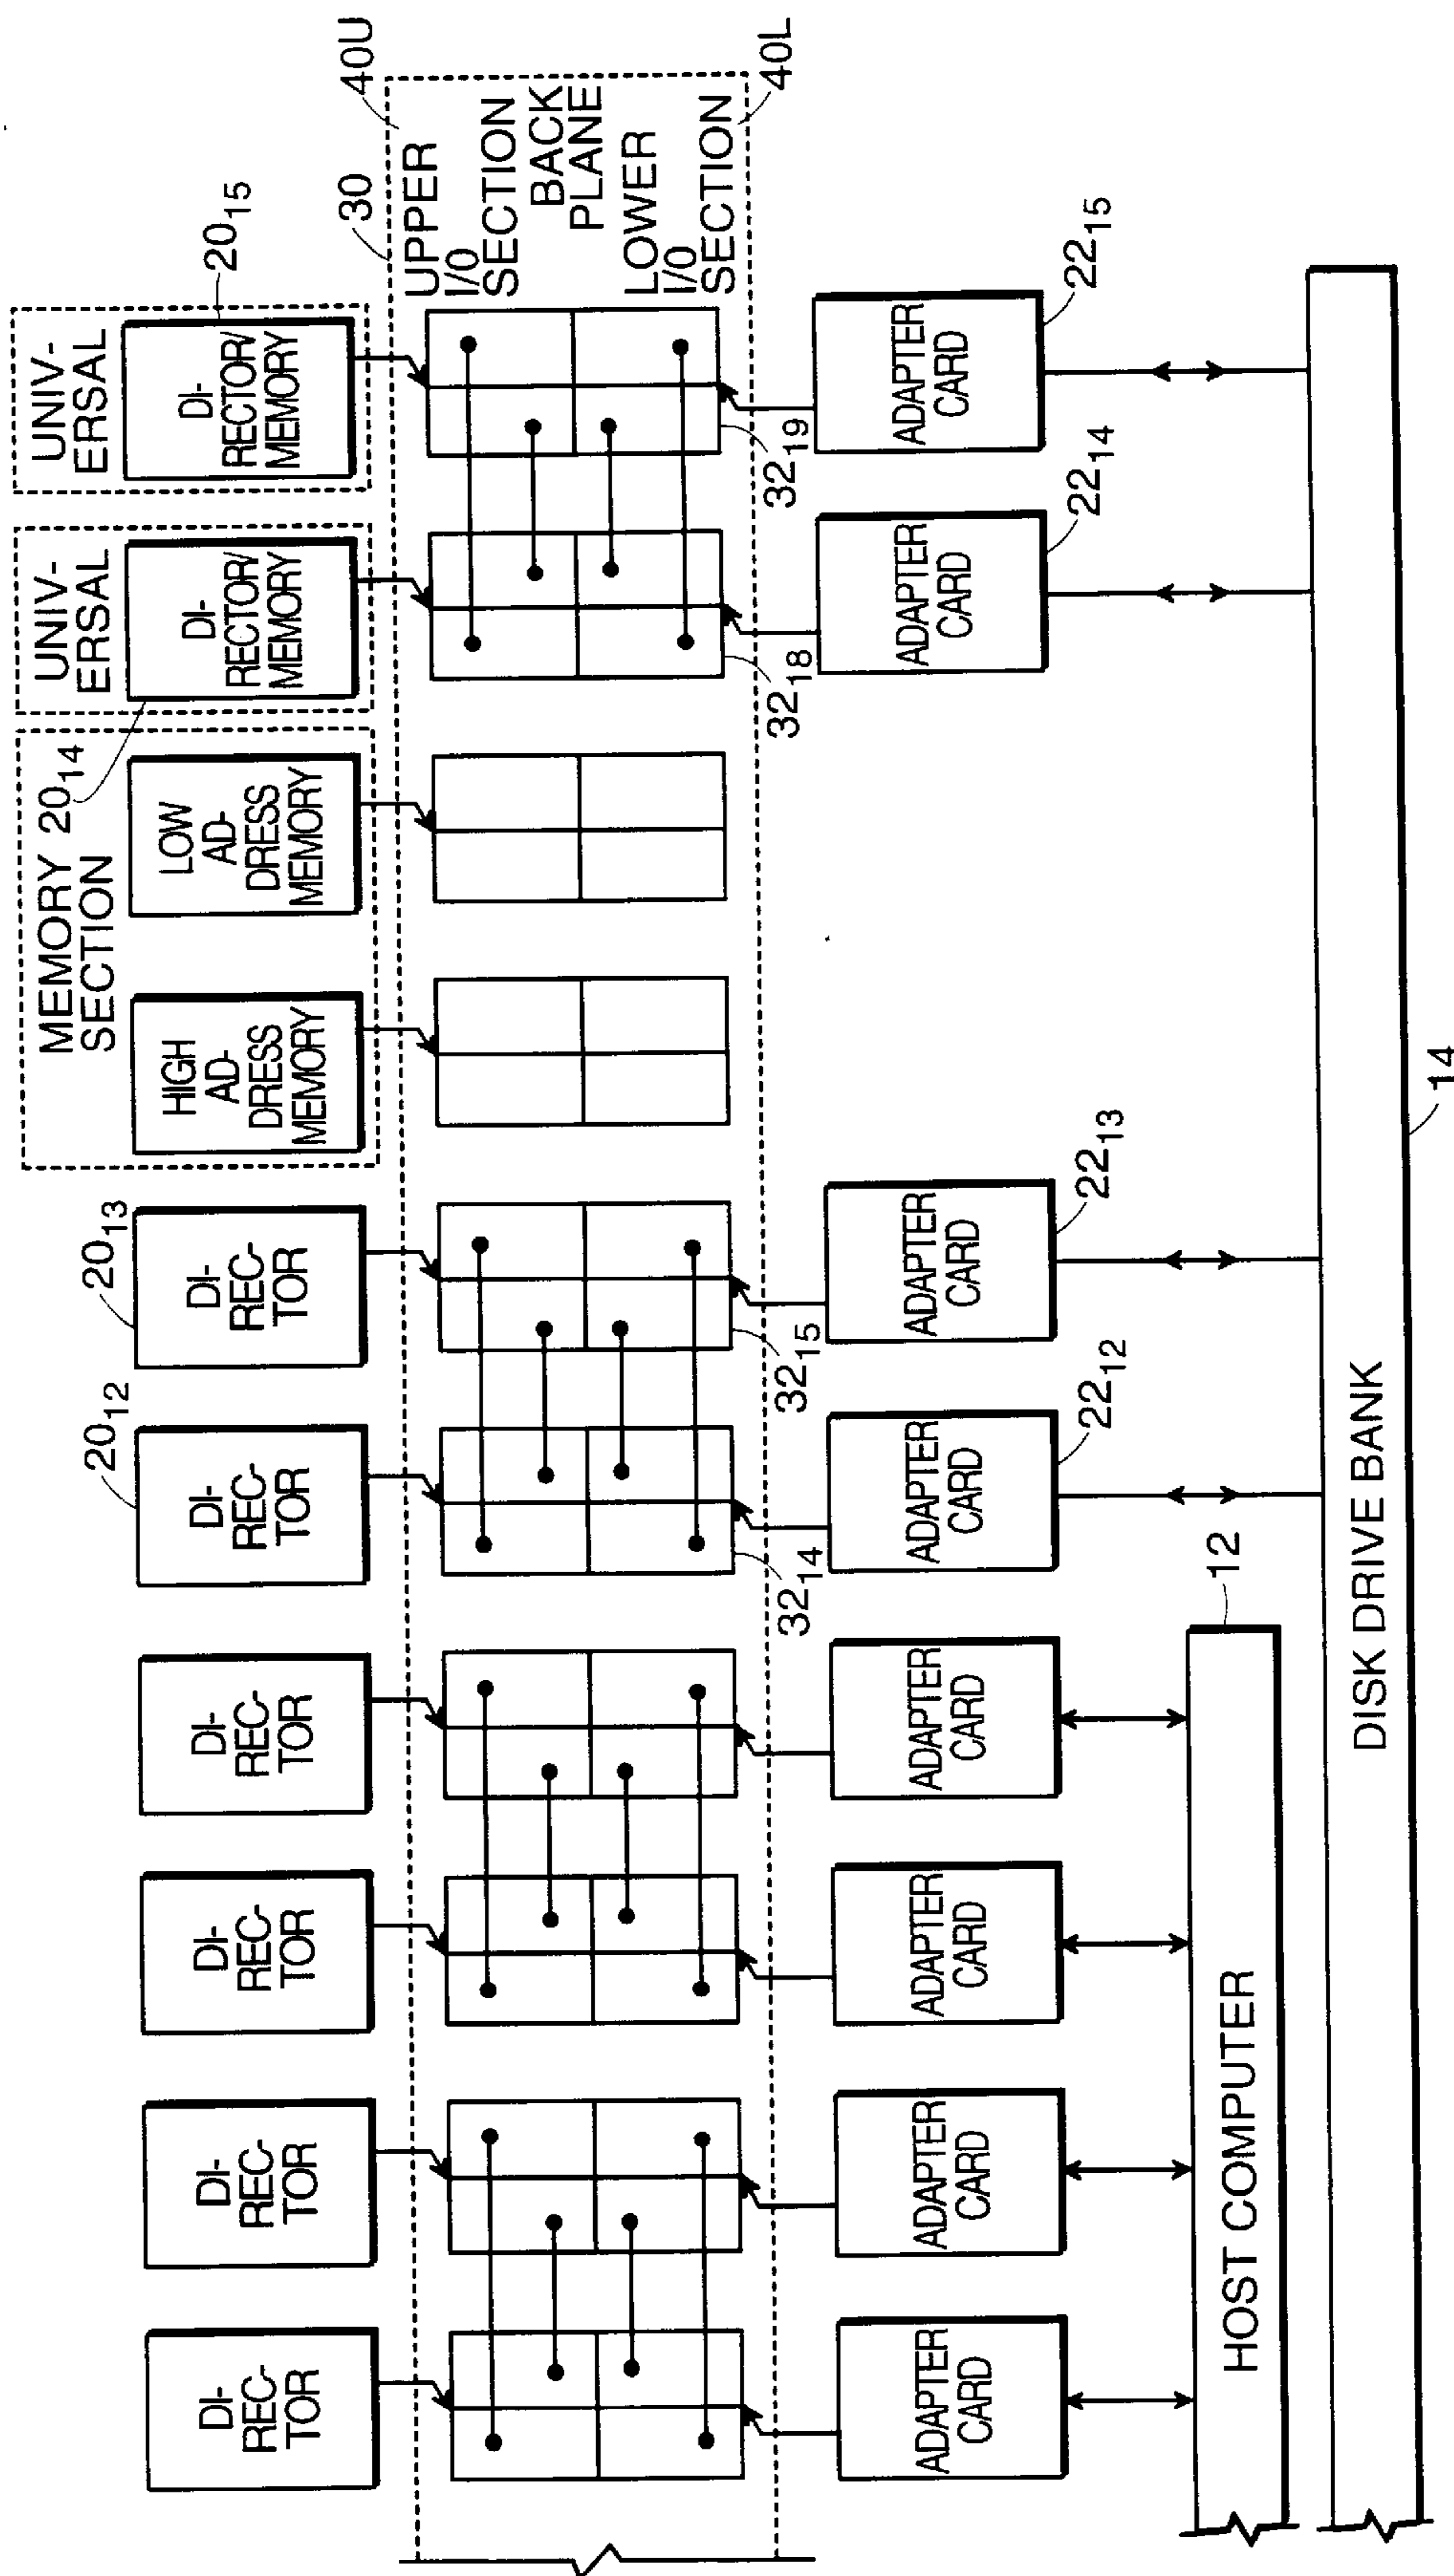 UNIV-
ERSAL
DI-
RECTOR/
MEMORY
20₁₅
UNIV-
ERSAL
DI-
RECTOR/
MEMORY
20₁₄
MEMORY
SECTION
LOW
AD-
DRESS
MEMORY
HIGH
AD-
DRESS
MEMORY
20₁₃
DI-
REC-
TOR
20₁₂
DI-
REC-
TOR
DI-
REC-
TOR
DI-
REC-
TOR
DI-
REC-
TOR
DI-
REC-
TOR
30
40U
UPPER
I/O
SECTION
BACK
PLANE
LOWER
I/O
SECTION
40L
32₁₉
32₁₈
32₁₅
32₁₄
ADAPTER
CARD
22₁₅
ADAPTER
CARD
22₁₄
ADAPTER
CARD
22₁₃
ADAPTER
CARD
22₁₂
ADAPTER
CARD
ADAPTER
CARD
ADAPTER
CARD
ADAPTER
CARD
12
HOST COMPUTER
DISK DRIVE BANK
14